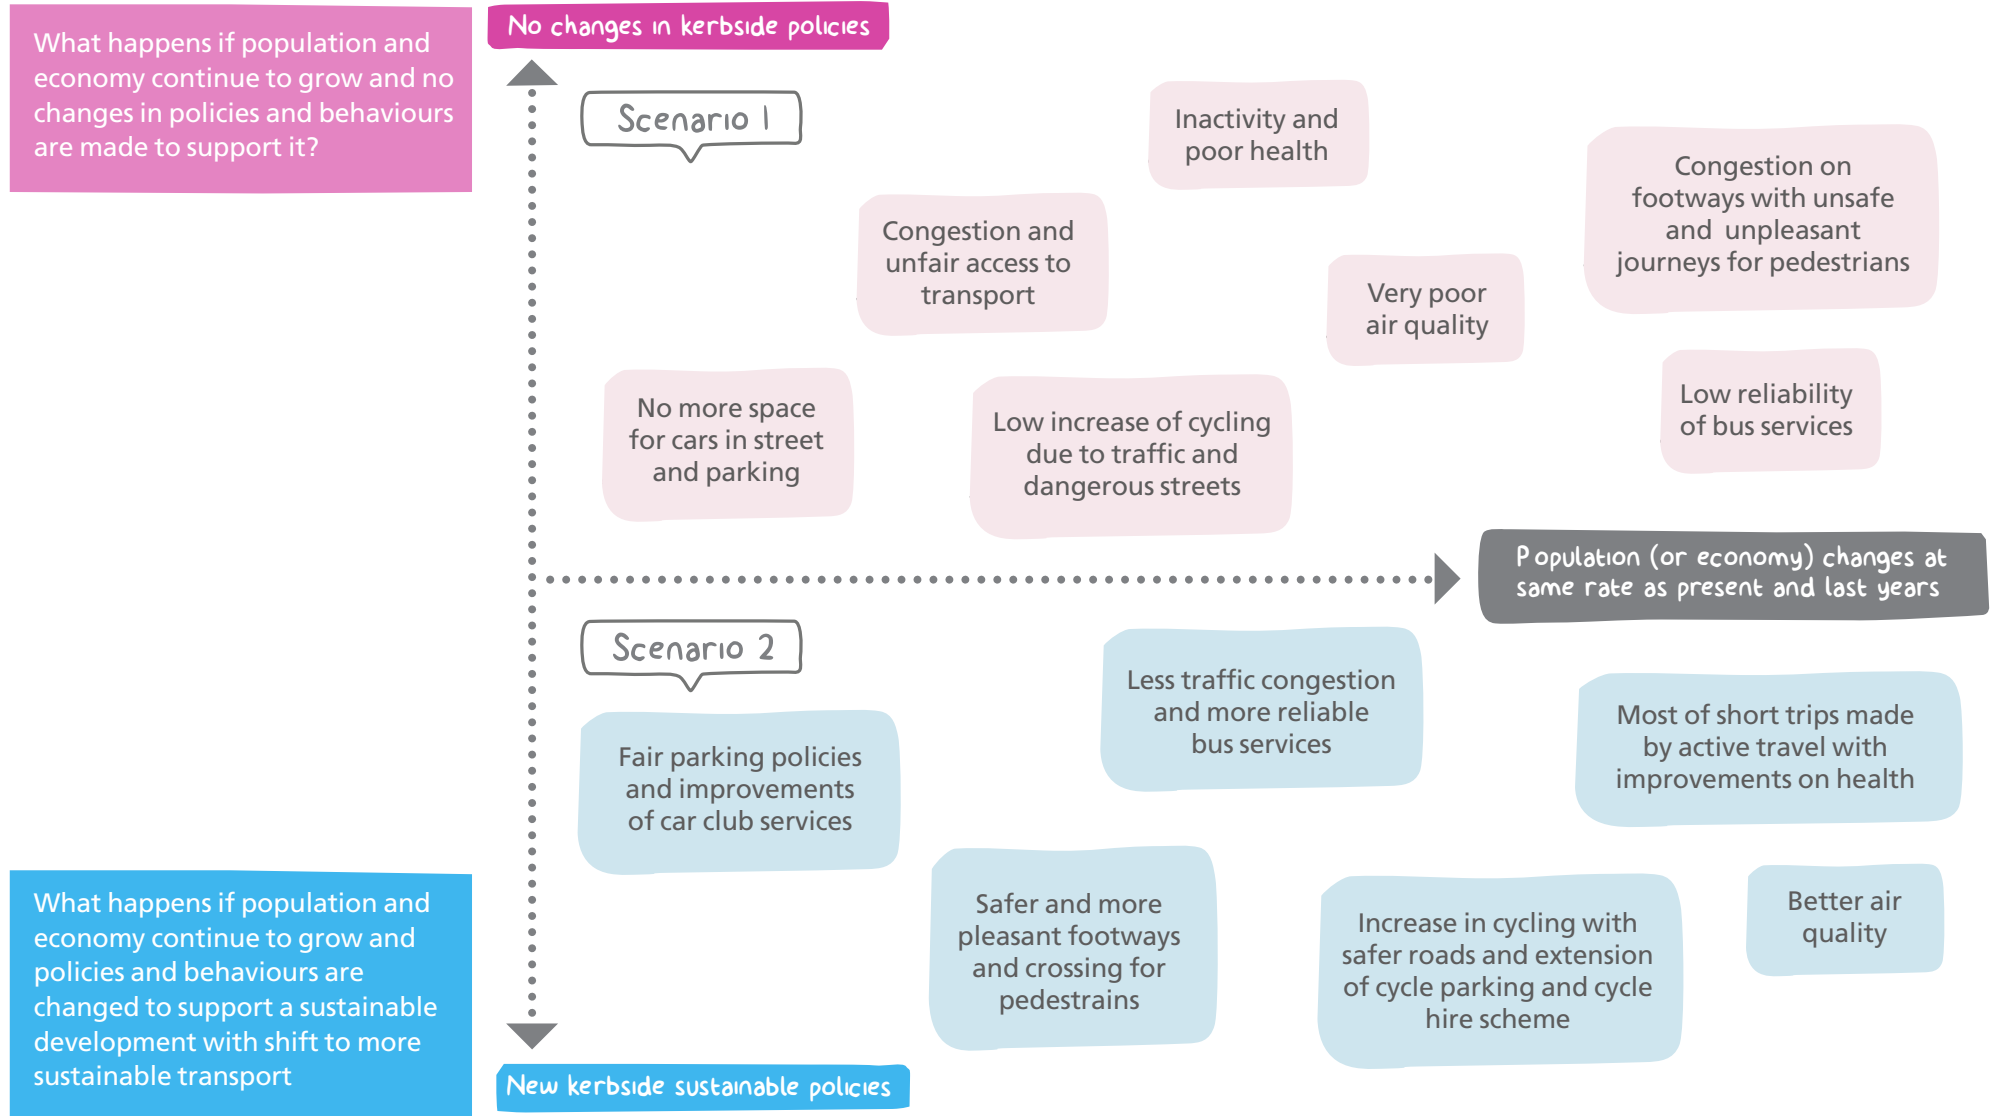 What happens if population and
economy continue to grow and no
changes in policies and behaviours
are made to support it?
No changes in kerbside policies
Scenario 1
Inactivity and
poor health
Congestion on
footways with unsafe
and unpleasant
journeys for pedestrians
Congestion and
unfair access to
transport
Very poor
air quality
No more space
for cars in street
and parking
Low increase of cycling
due to traffic and
dangerous streets
Low reliability
of bus services
Population (or economy) changes at
same rate as present and last years
Scenario 2
Less traffic congestion
and more reliable
bus services
Most of short trips made
by active travel with
improvements on health
Fair parking policies
and improvements
of car club services
Safer and more
pleasant footways
and crossing for
pedestrains
Increase in cycling with
safer roads and extension
of cycle parking and cycle
hire scheme
Better air
quality
What happens if population and
economy continue to grow and
policies and behaviours are
changed to support a sustainable
development with shift to more
sustainable transport
New kerbside sustainable policies